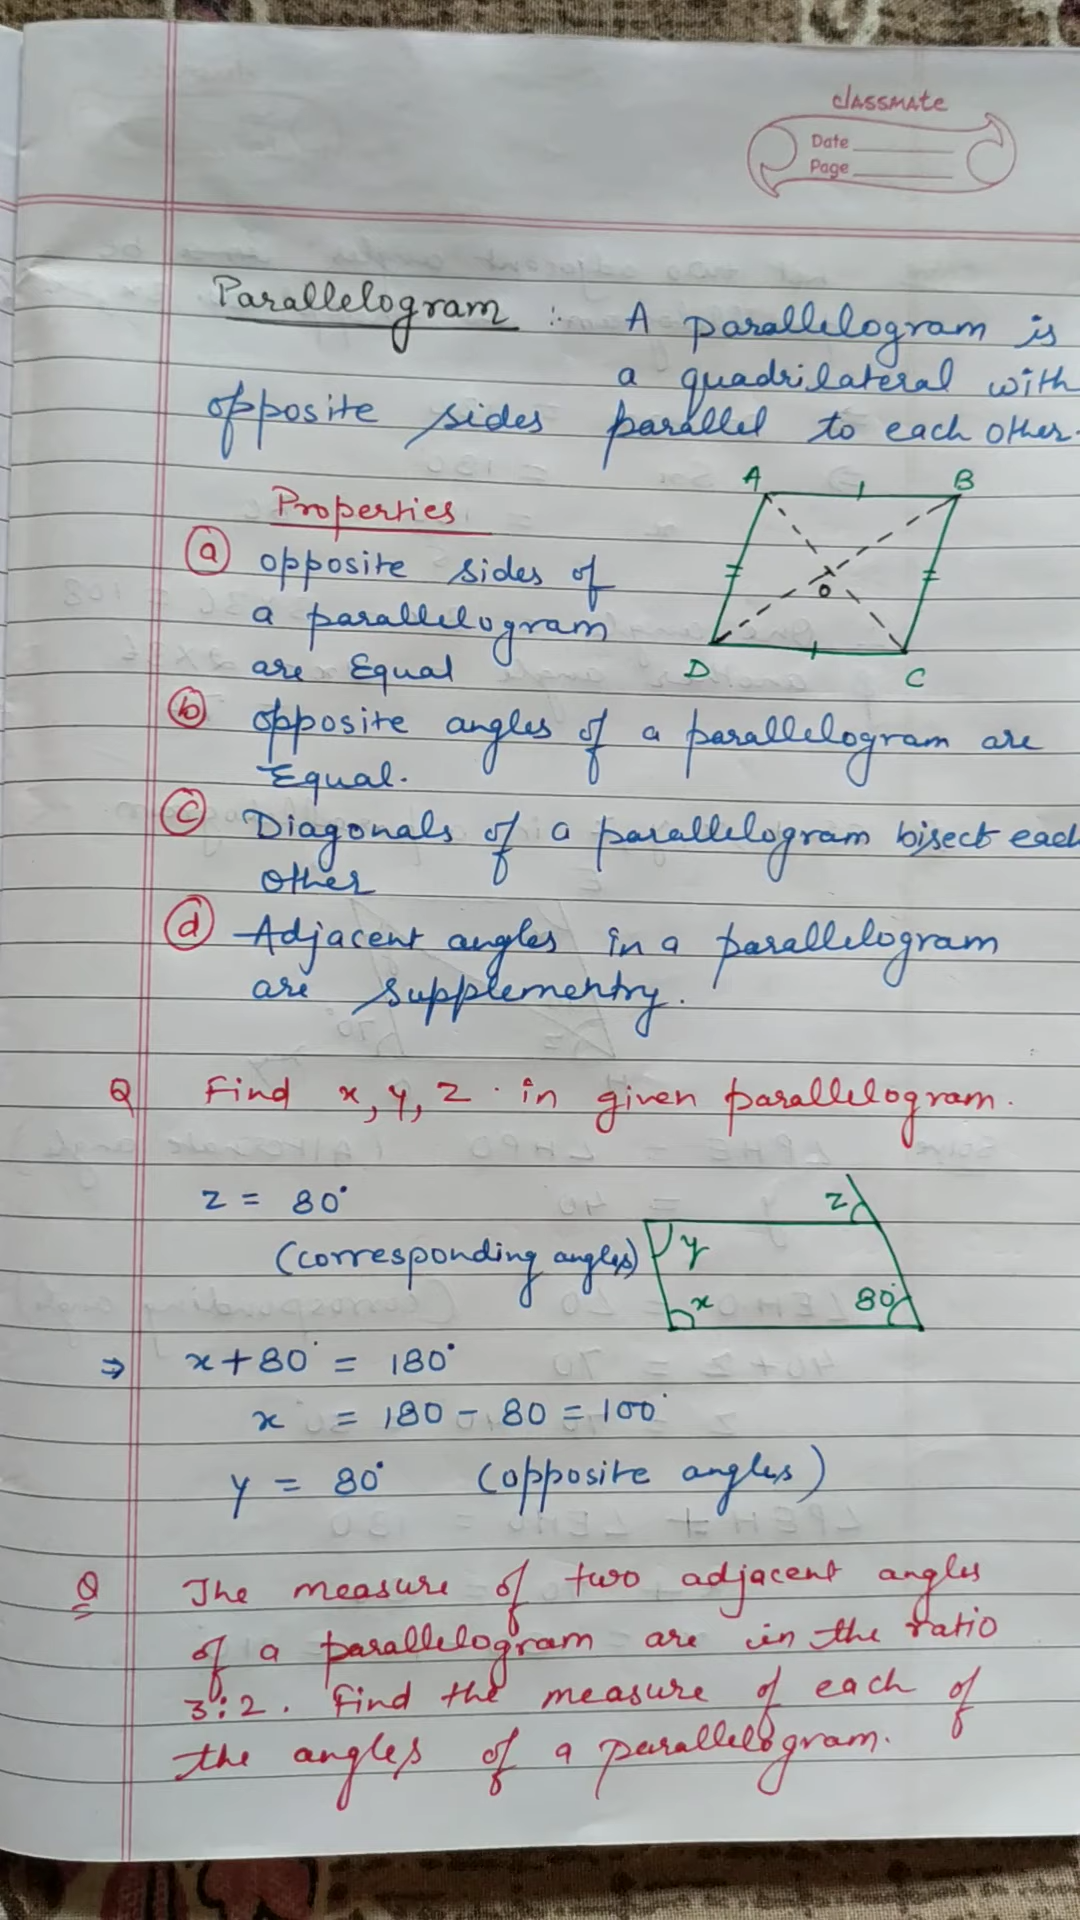 classmate
Date
Page
Parallelogram :- A parallelogram is
a quadrilateral with
opposite sides parallel to each other.
A B
Properties
(a) opposite sides of
a parallelogram
O
are Equal
D C
(b) opposite angles of a parallelogram are
Equal.
(c) Diagonals of a parallelogram bisect each
other
(d) Adjacent angles in a parallelogram
are supplementry.
Q Find x, y, z in given parallelogram.
z = 80°
z
(corresponding angles)
y
x 80°
⇒ x + 80° = 180°
x = 180 - 80 = 100°
y = 80° (opposite angles)
Q The measure of two adjacent angles
of a parallelogram are in the ratio
3:2. Find the measure of each of
the angles of a parallelogram.